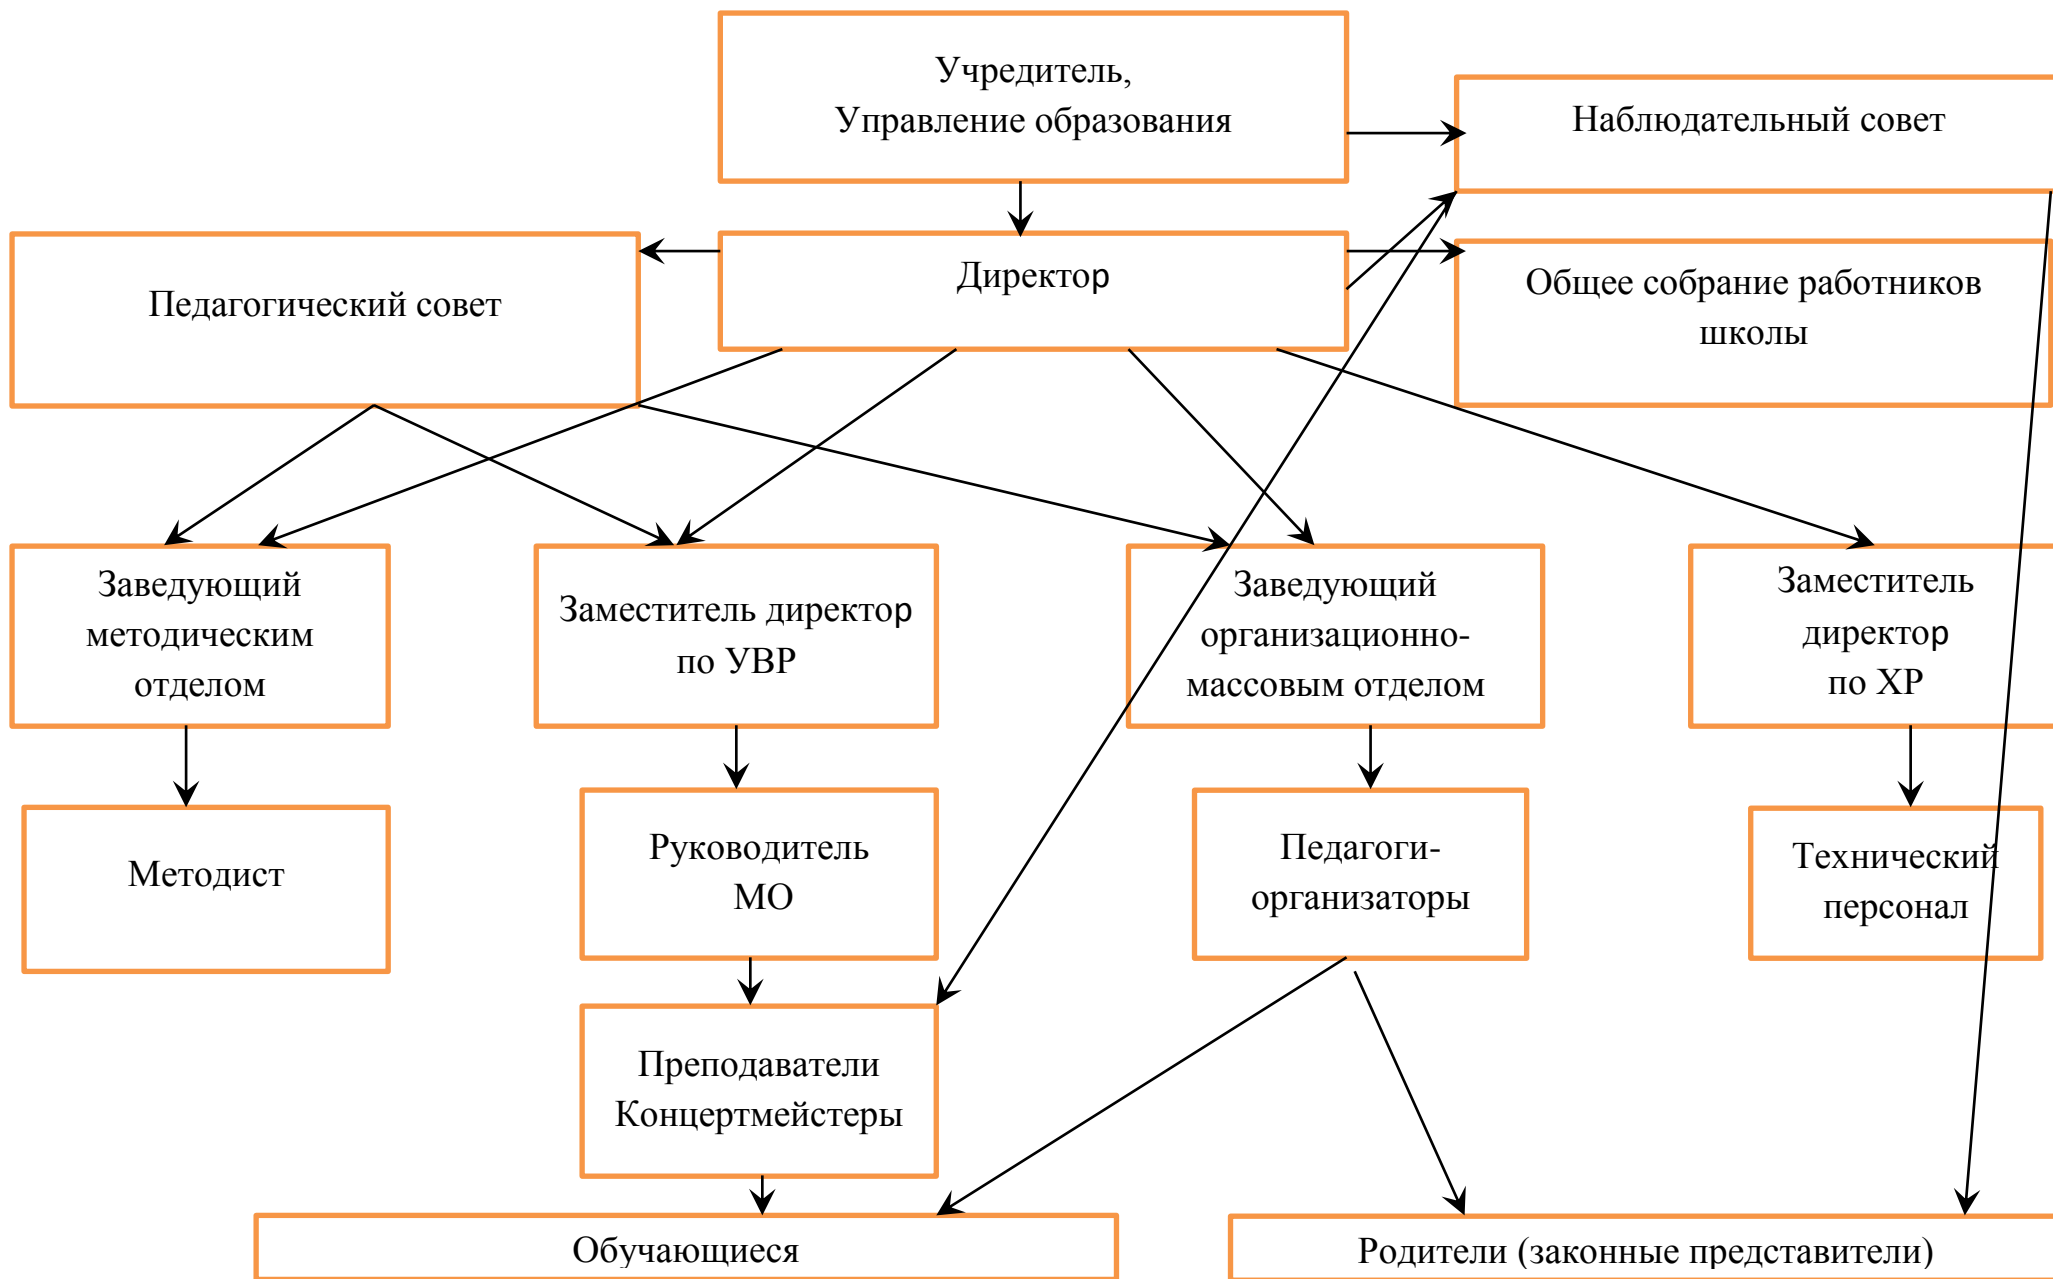 Учредитель,
Управление образования
Наблюдательный совет
Педагогический совет
Директор
Общее собрание работников
школы
Заведующий
методическим
отделом
Заместитель директор
по УВР
Заведующий
организационно-
массовым отделом
Заместитель
директор
по ХР
Методист
Руководитель
МО
Педагоги-
организаторы
Технический
персонал
Преподаватели
Концертмейстеры
Обучающиеся
Родители (законные представители)